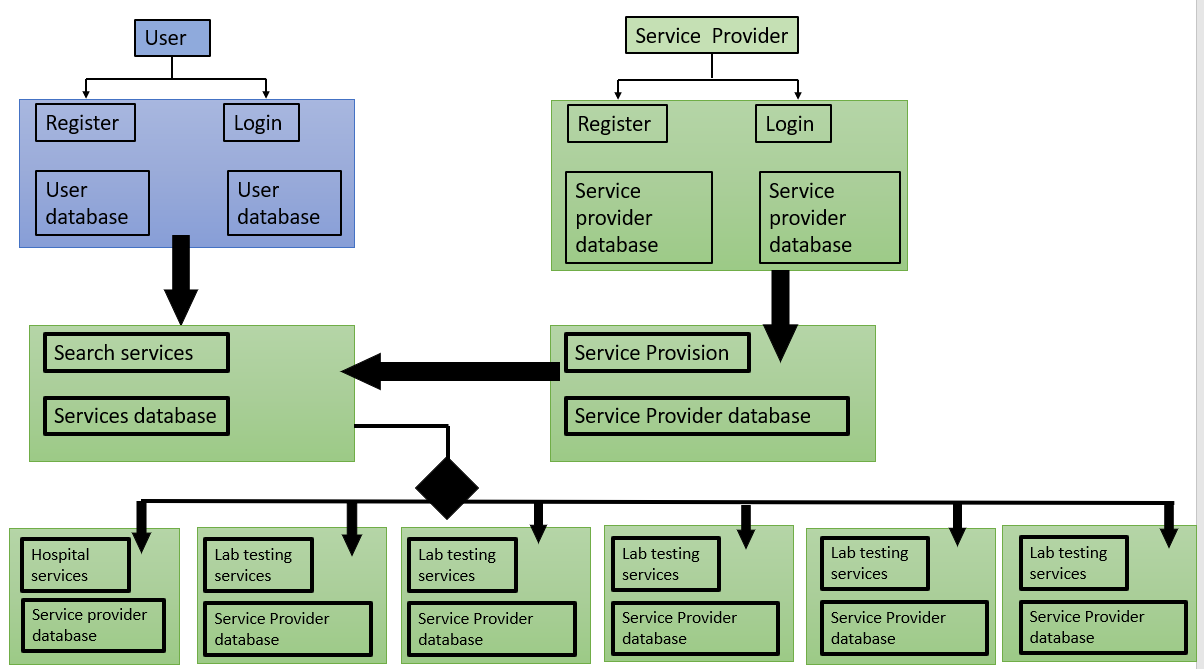 User
Service  Provider
Register
Login
User
database
User
database
Register
Login
Service
provider
database
Service
provider
database
Search services
Services database
Service Provision
Service Provider database
Hospital
services
Service provider
database
Lab testing
services
Service Provider
database
Lab testing
services
Service Provider
database
Lab testing
services
Service Provider
database
Lab testing
services
Service Provider
database
Lab testing
services
Service Provider
database